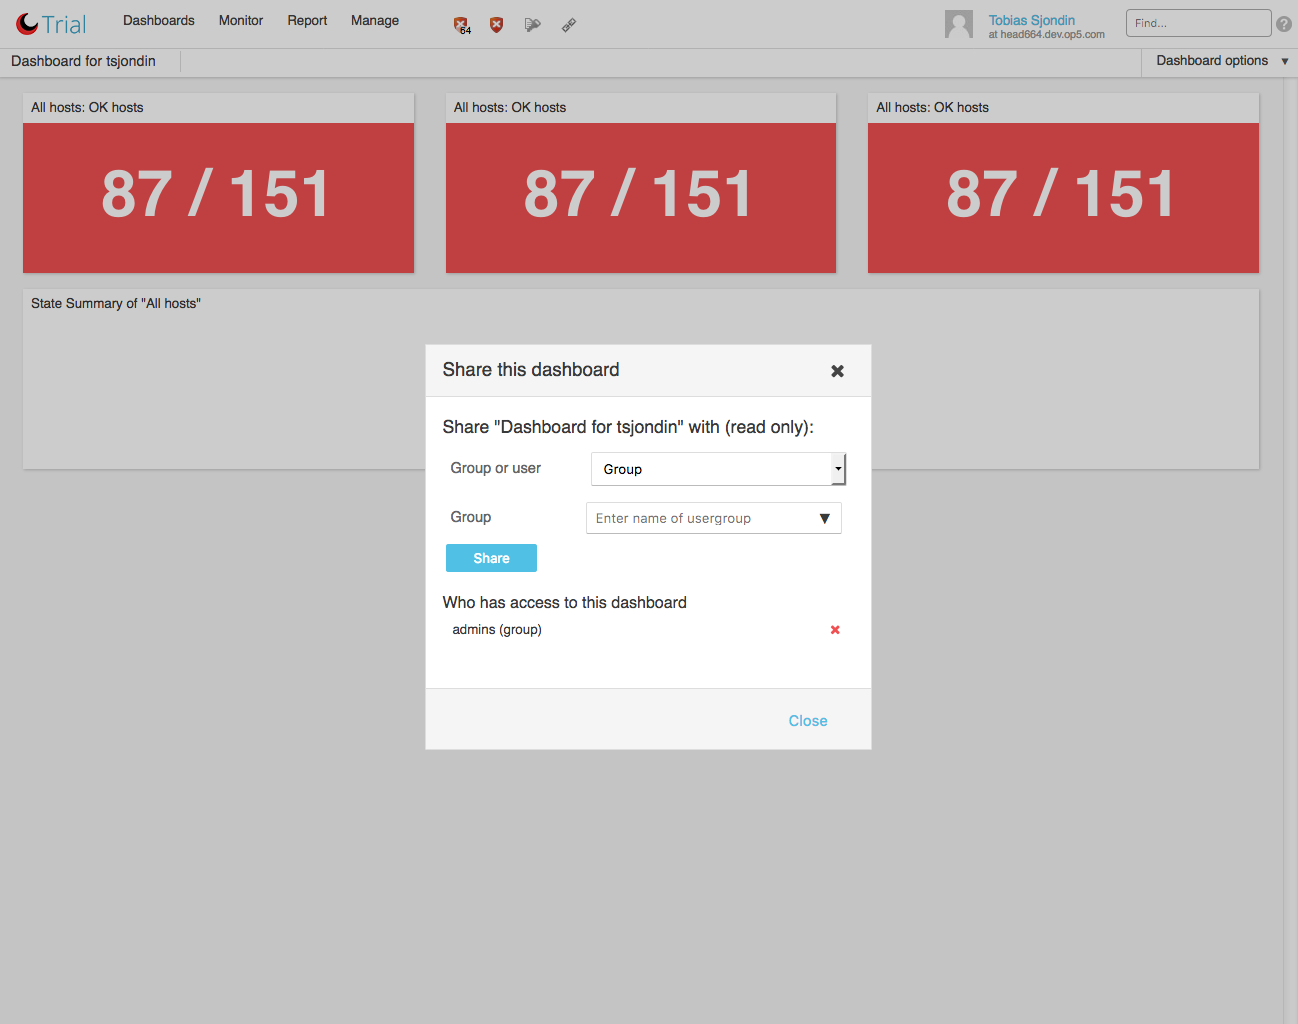 Trial
Dashboards Monitor Report Manage
64
Tobias Sjondin
at head664.dev.op5.com
Find...
?
Dashboard for tsjondin
Dashboard options ▼
All hosts: OK hosts
87 / 151
All hosts: OK hosts
87 / 151
All hosts: OK hosts
87 / 151
State Summary of "All hosts"
Share this dashboard
Share "Dashboard for tsjondin" with (read only):
Group or user
Group
Group
Enter name of usergroup
Share
Who has access to this dashboard
admins (group)
Close